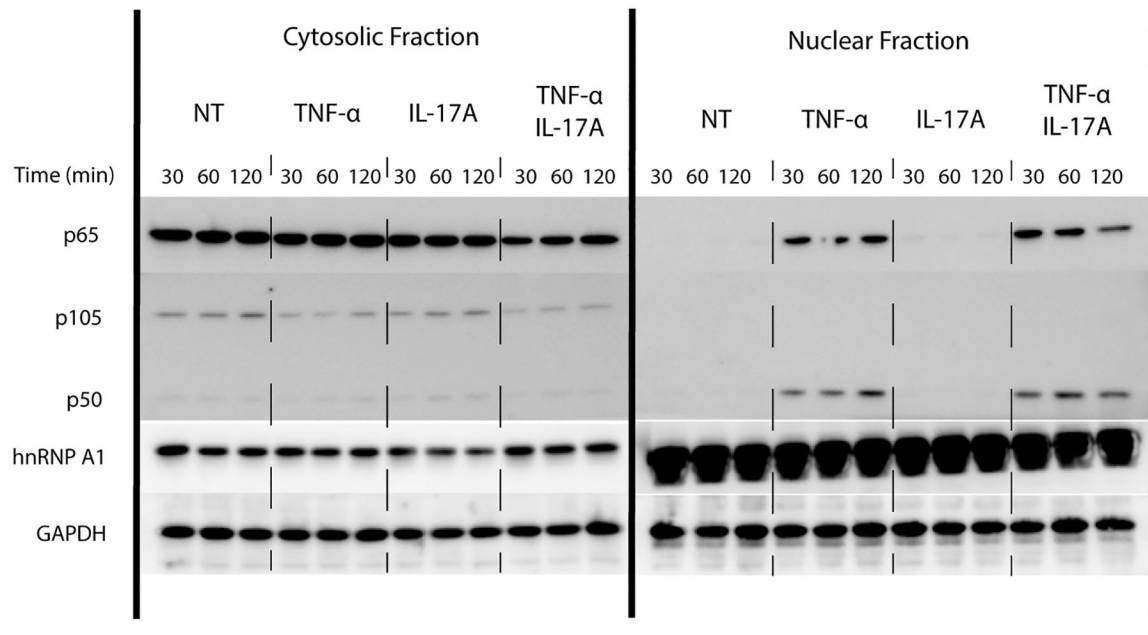 Cytosolic Fraction
Nuclear Fraction
NT TNF-α IL-17A TNF-α IL-17A
NT TNF-α IL-17A TNF-α IL-17A
Time (min) 30 60 120 30 60 120 30 60 120 30 60 120 30 60 120 30 60 120 30 60 120 30 60 120
p65
p105
p50
hnRNP A1
GAPDH